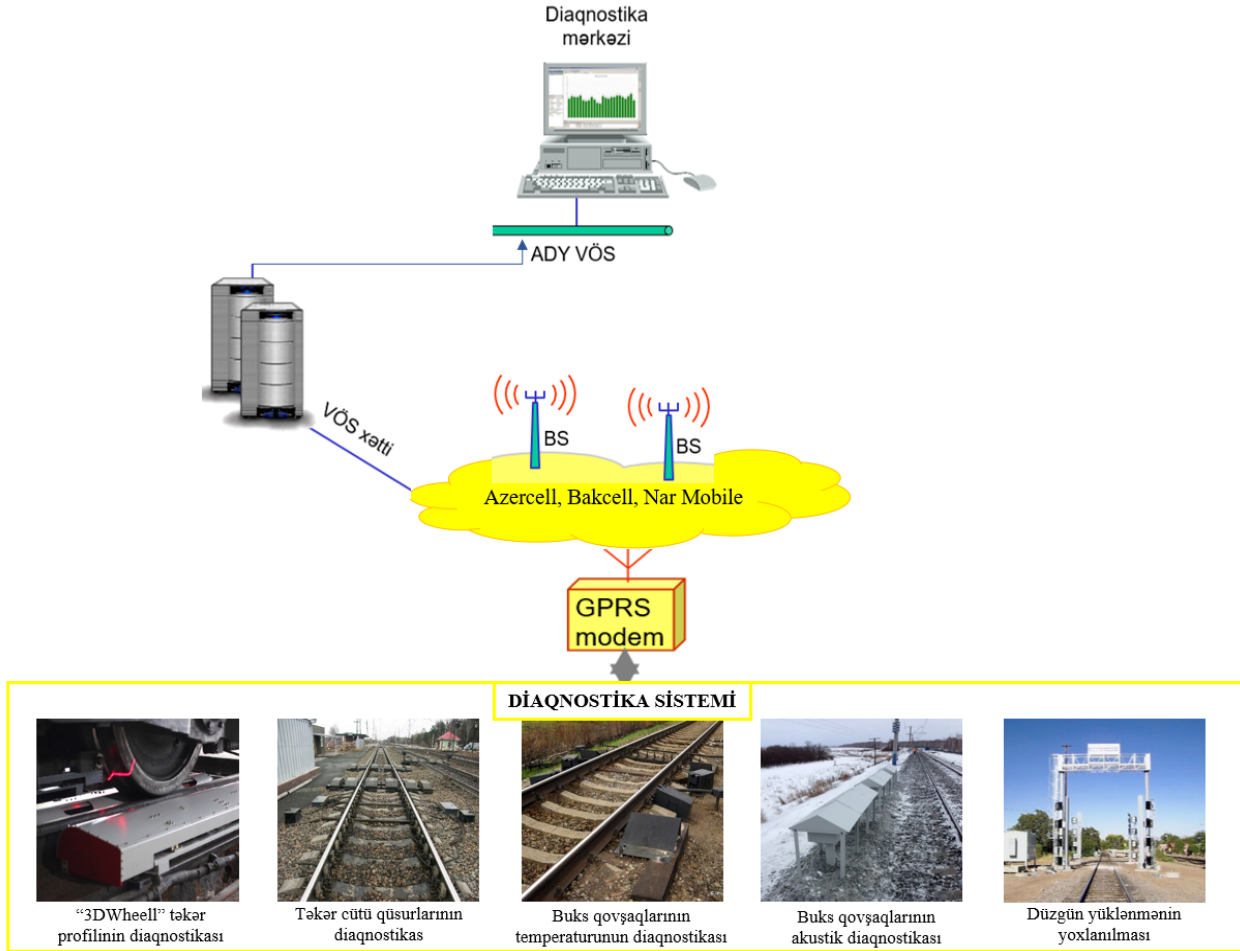 Diaqnostika
mərkəzi
ADY VÖS
VÖS xətti
BS
BS
Azercell, Bakcell, Nar Mobile
GPRS
modem
DİAQNOSTİKA SİSTEMİ
“3DWheell” təkər
profilinin diaqnostikası
Təkər cütü qüsurlarının
diaqnostikas
Buks qovşaqlarının
temperaturunun diaqnostikası
Buks qovşaqlarının
akustik diaqnostikası
Düzgün yüklənmənin
yoxlanılması